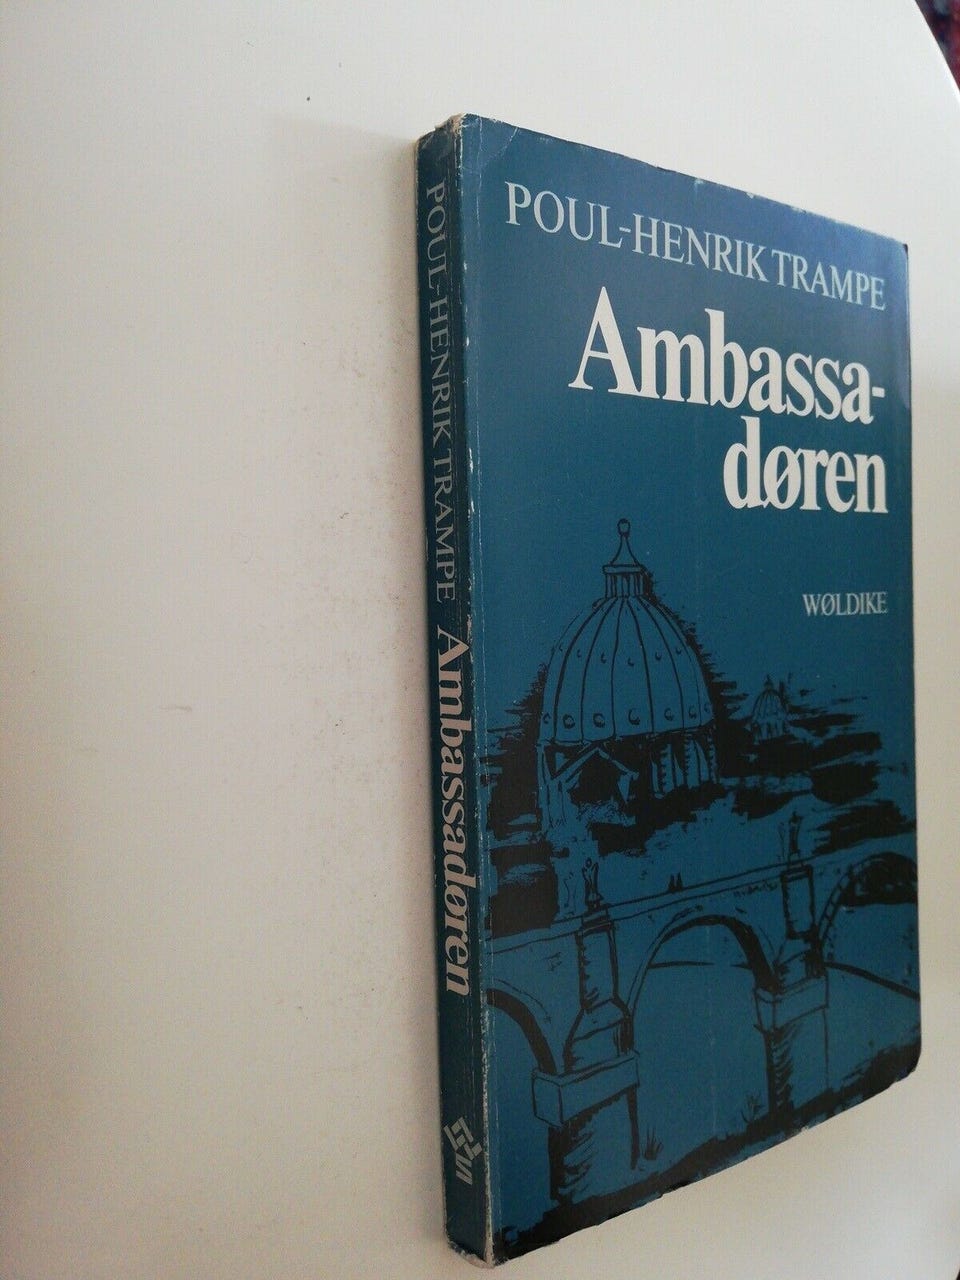 POUL-HENRIK TRAMPE
Ambassa-
døren
WØLDIKE
POUL-HENRIK TRAMPE Ambassadøren